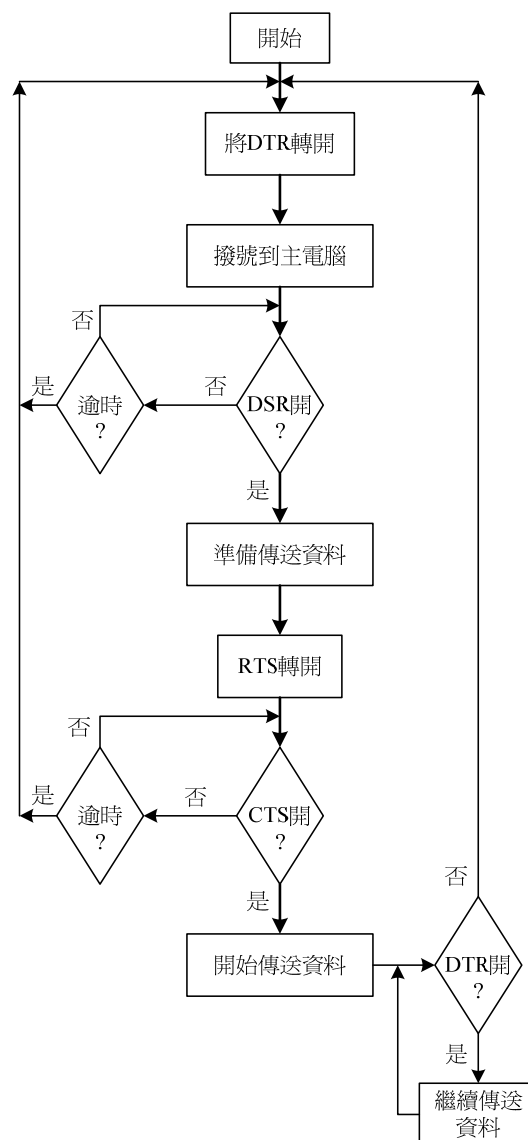 開始
將DTR轉開
撥號到主電腦
否
是
逾時
?
否
DSR開
?
是
準備傳送資料
RTS轉開
否
是
逾時
?
否
CTS開
?
是
開始傳送資料
否
DTR開
?
是
繼續傳送
資料